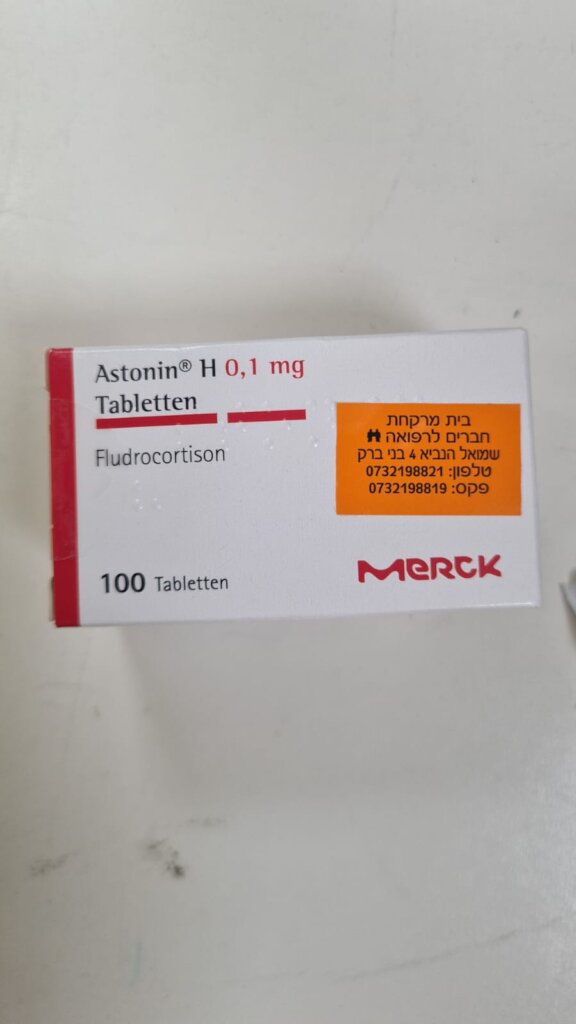 Astonin® H 0,1 mg
Tabletten
Fludrocortison
100 Tabletten
בית מרקחת
חברים לרפואה
שמואל הנביא 4 בני ברק
טלפון: 0732198821
פקס: 0732198819
MERCK